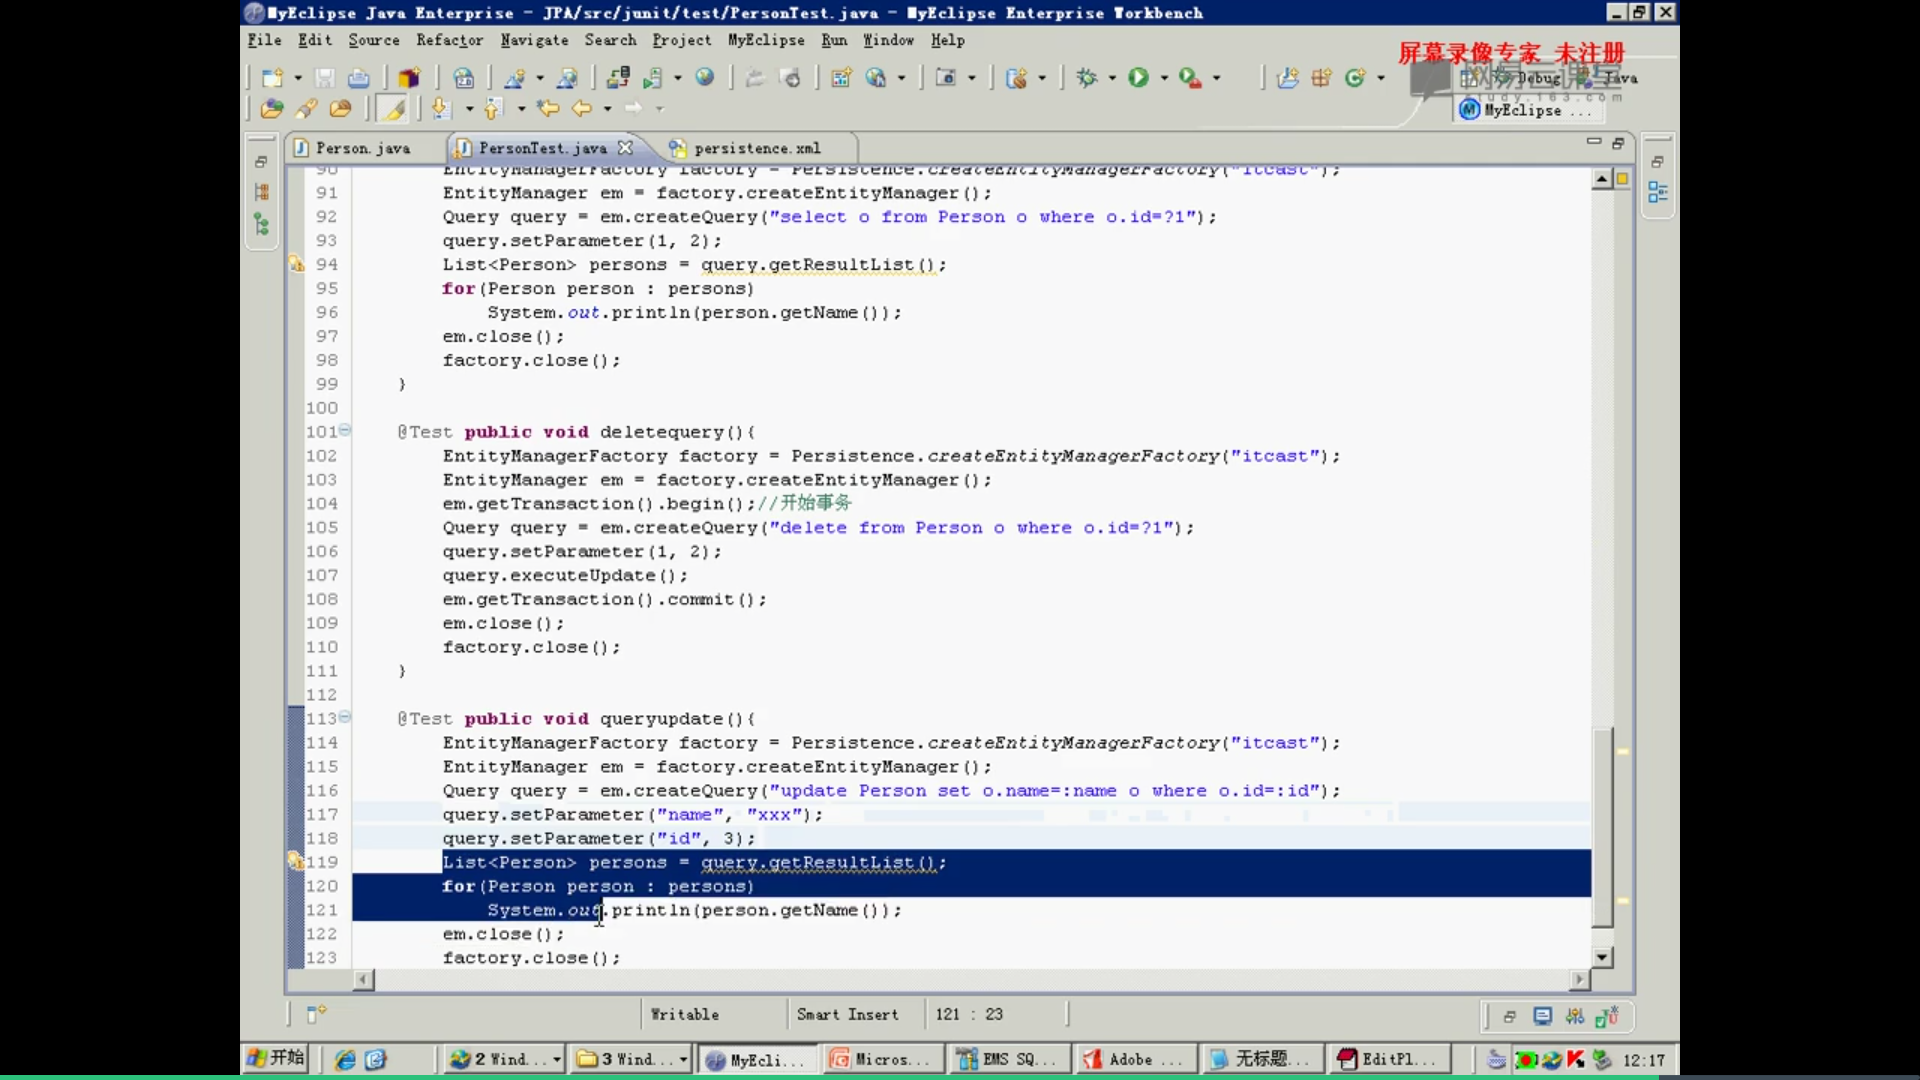 MyEclipse Java Enterprise - JPA/src/junit/test/PersonTest.java - MyEclipse Enterprise Workbench
File Edit Source Refactor Navigate Search Project MyEclipse Run Window Help
屏幕录像专家 未注册
网易云课堂
Debug Java
study.163.com
MyEclipse ...
Person.java PersonTest.java persistence.xml
90 EntityManagerFactory factory = Persistence.createEntityManagerFactory("itcast");
91 EntityManager em = factory.createEntityManager();
92 Query query = em.createQuery("select o from Person o where o.id=?1");
93 query.setParameter(1, 2);
94 List<Person> persons = query.getResultList();
95 for(Person person : persons)
96 System.out.println(person.getName());
97 em.close();
98 factory.close();
99 }
100
101 @Test public void deletequery(){
102 EntityManagerFactory factory = Persistence.createEntityManagerFactory("itcast");
103 EntityManager em = factory.createEntityManager();
104 em.getTransaction().begin();//开始事务
105 Query query = em.createQuery("delete from Person o where o.id=?1");
106 query.setParameter(1, 2);
107 query.executeUpdate();
108 em.getTransaction().commit();
109 em.close();
110 factory.close();
111 }
112
113 @Test public void queryupdate(){
114 EntityManagerFactory factory = Persistence.createEntityManagerFactory("itcast");
115 EntityManager em = factory.createEntityManager();
116 Query query = em.createQuery("update Person set o.name=:name o where o.id=:id");
117 query.setParameter("name", "xxx");
118 query.setParameter("id", 3);
119 List<Person> persons = query.getResultList();
120 for(Person person : persons)
121 System.out.println(person.getName());
122 em.close();
123 factory.close();
Writable Smart Insert 121 : 23
开始 2 Wind... 3 Wind... MyEcli... Micros... EMS SQ... Adobe ... 无标题... EditPl... 12:17